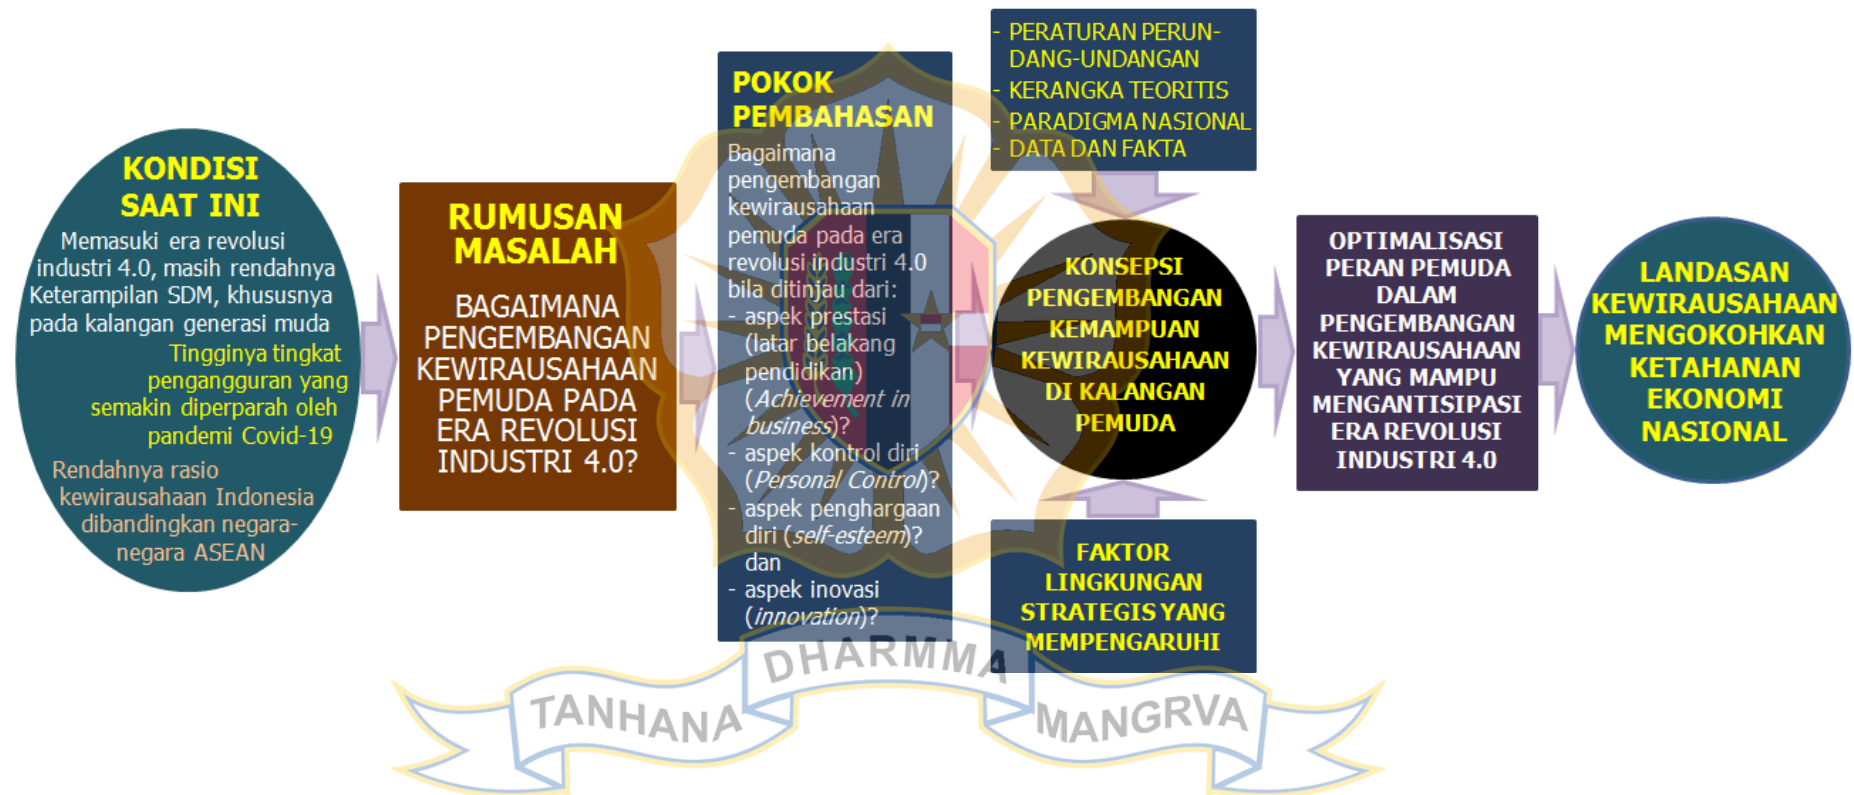 KONDISI
SAAT INI
Memasuki era revolusi
industri 4.0, masih rendahnya
Keterampilan SDM, khususnya
pada kalangan generasi muda
Tingginya tingkat
pengangguran yang
semakin diperparah oleh
pandemi Covid-19
Rendahnya rasio
kewirausahaan Indonesia
dibandingkan negara-
negara ASEAN
RUMUSAN
MASALAH
BAGAIMANA
PENGEMBANGAN
KEWIRAUSAHAAN
PEMUDA PADA
ERA REVOLUSI
INDUSTRI 4.0?
POKOK
PEMBAHASAN
Bagaimana
pengembangan
kewirausahaan
pemuda pada era
revolusi industri 4.0
bila ditinjau dari:
- aspek prestasi
(latar belakang
pendidikan)
(Achievement in
business)?
- aspek kontrol diri
(Personal Control)?
- aspek penghargaan
diri (self-esteem)?
dan
- aspek inovasi
(innovation)?
- PERATURAN PERUN-
DANG-UNDANGAN
- KERANGKA TEORITIS
- PARADIGMA NASIONAL
- DATA DAN FAKTA
KONSEPSI
PENGEMBANGAN
KEMAMPUAN
KEWIRAUSAHAAN
DI KALANGAN
PEMUDA
FAKTOR
LINGKUNGAN
STRATEGIS YANG
MEMPENGARUHI
OPTIMALISASI
PERAN PEMUDA
DALAM
PENGEMBANGAN
KEWIRAUSAHAAN
YANG MAMPU
MENGANTISIPASI
ERA REVOLUSI
INDUSTRI 4.0
LANDASAN
KEWIRAUSAHAAN
MENGOKOHKAN
KETAHANAN
EKONOMI
NASIONAL
TANHANA DHARMMA MANGRVA